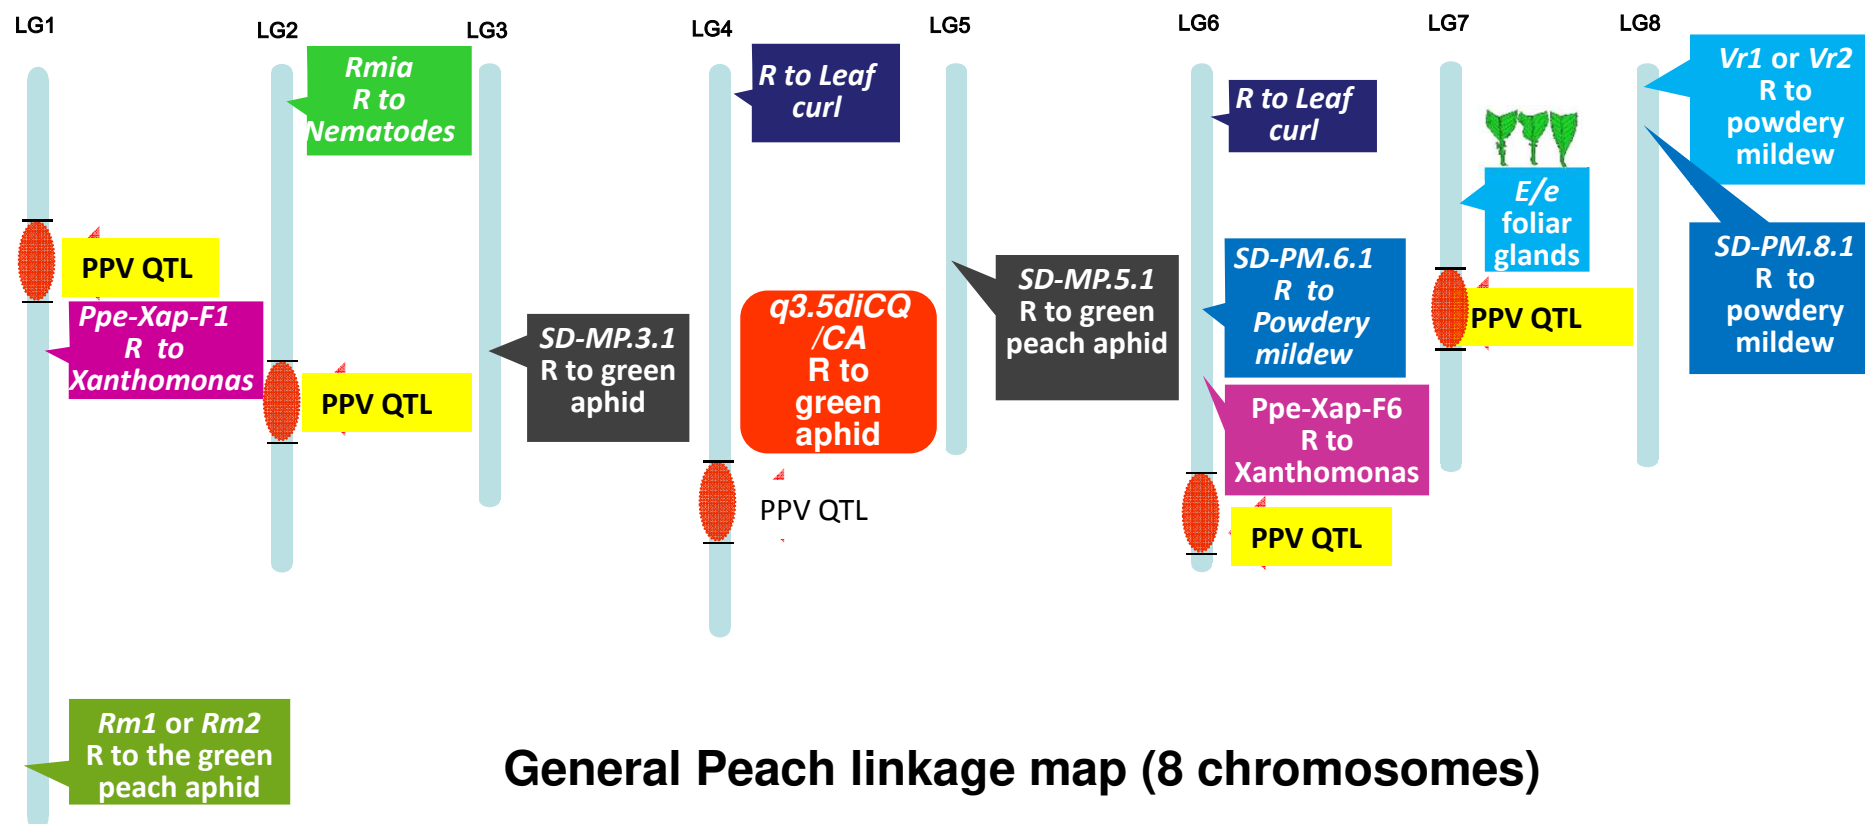 LG1
LG2
LG3
LG4
LG5
LG6
LG7
LG8
Rmia
R to
Nematodes
R to Leaf
curl
R to Leaf
curl
Vr1 or Vr2
R to
powdery
mildew
E/e
foliar
glands
PPV QTL
Ppe-Xap-F1
R to
Xanthomonas
PPV QTL
SD-MP.3.1
R to green
aphid
q3.5diCQ
/CA
R to
green
aphid
PPV QTL
SD-MP.5.1
R to green
peach aphid
SD-PM.6.1
R to
Powdery
mildew
Ppe-Xap-F6
R to
Xanthomonas
PPV QTL
PPV QTL
SD-PM.8.1
R to
powdery
mildew
Rm1 or Rm2
R to the green
peach aphid
General Peach linkage map (8 chromosomes)